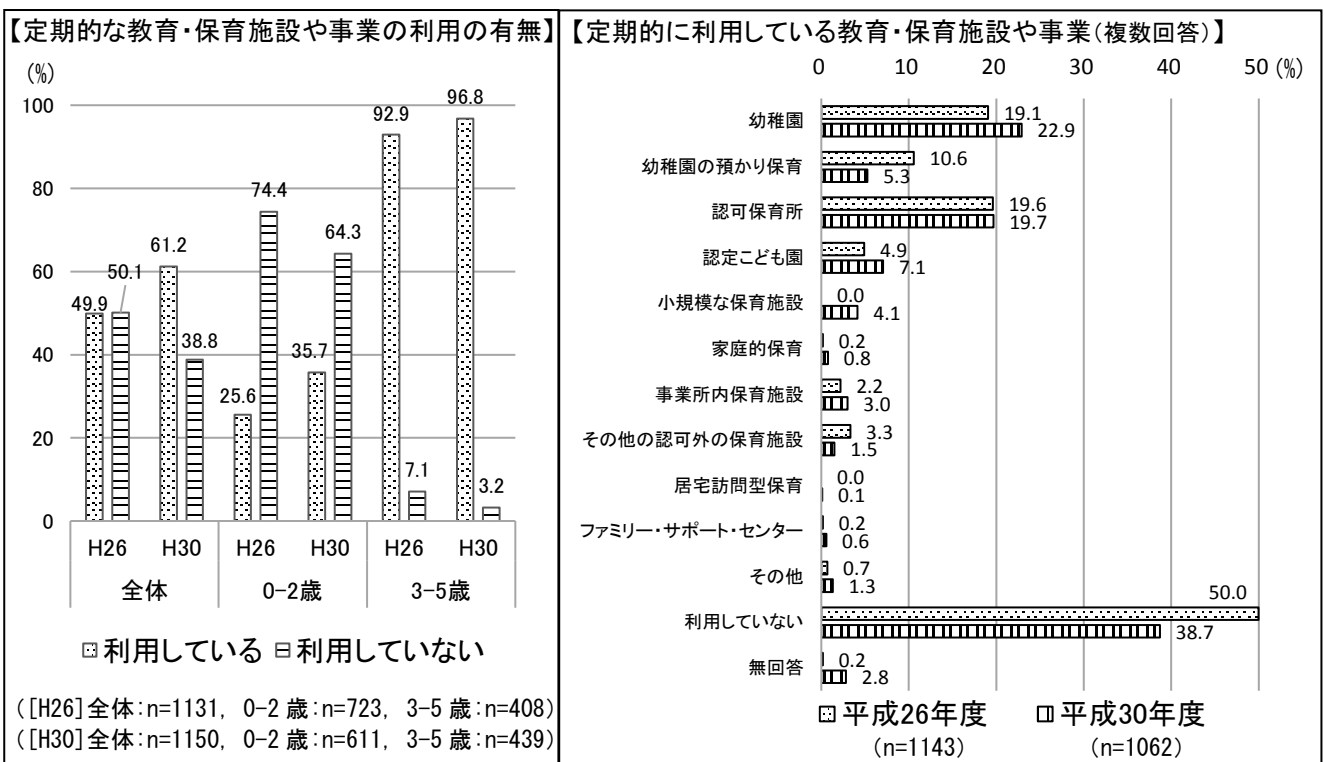 【定期的な教育・保育施設や事業の利用の有無】
(%)
100
80
60
40
20
0
49.9
50.1
61.2
38.8
25.6
74.4
35.7
64.3
92.9
7.1
96.8
3.2
H26 H30 H26 H30 H26 H30
全体 0-2歳 3-5歳
利用している 利用していない
([H26]全体:n=1131, 0-2歳:n=723, 3-5歳:n=408)
([H30]全体:n=1150, 0-2歳:n=611, 3-5歳:n=439)
【定期的に利用している教育・保育施設や事業(複数回答)】
0 10 20 30 40 50 (%)
幼稚園 19.1
22.9
幼稚園の預かり保育 10.6
5.3
認可保育所 19.6
19.7
認定こども園 4.9
7.1
小規模な保育施設 0.0
4.1
家庭的保育 0.2
0.8
事業所内保育施設 2.2
3.0
その他の認可外の保育施設 3.3
1.5
居宅訪問型保育 0.0
0.1
ファミリー・サポート・センター 0.2
0.6
その他 0.7
1.3
利用していない 50.0
38.7
無回答 0.2
2.8
平成26年度 平成30年度
(n=1143) (n=1062)